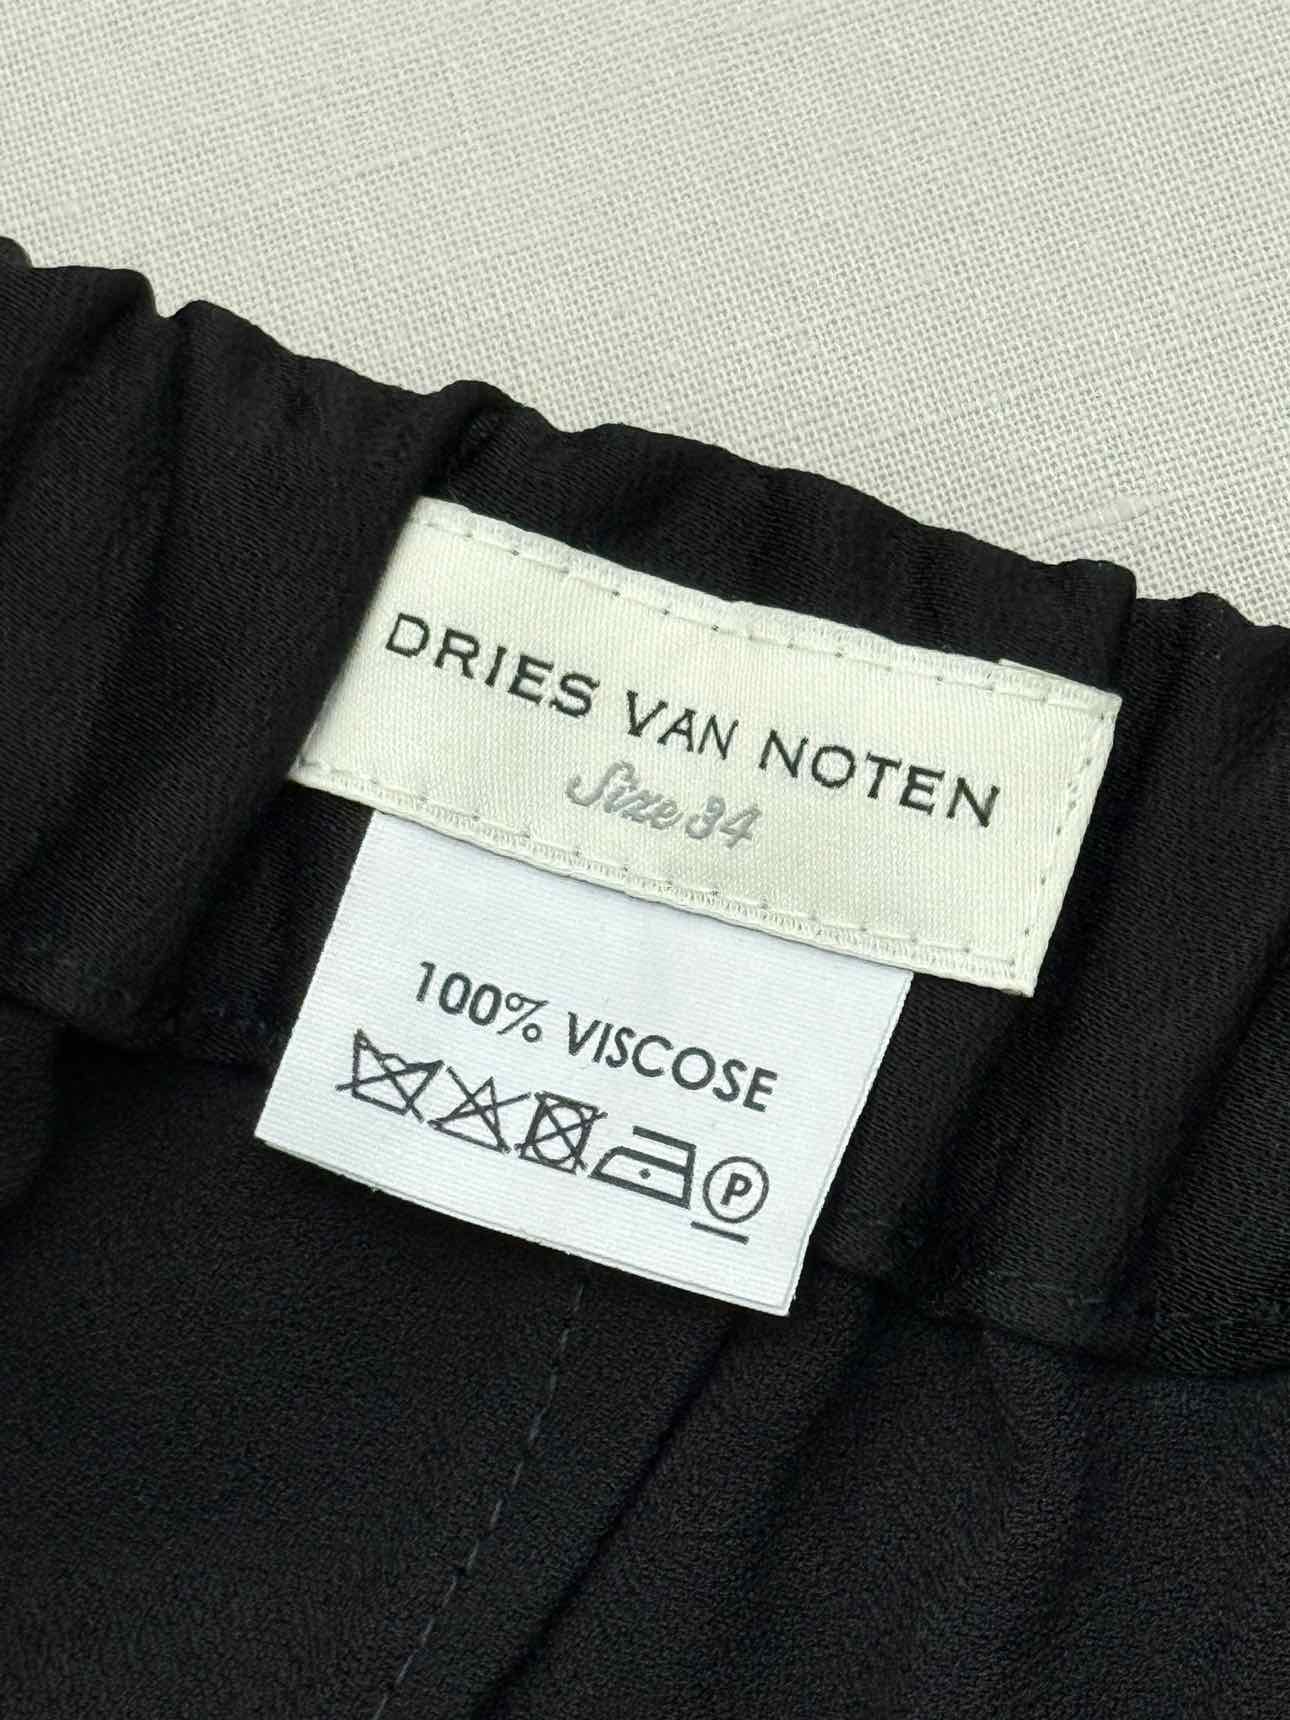 DRIES VAN NOTEN
Size 34
100% VISCOSE
P